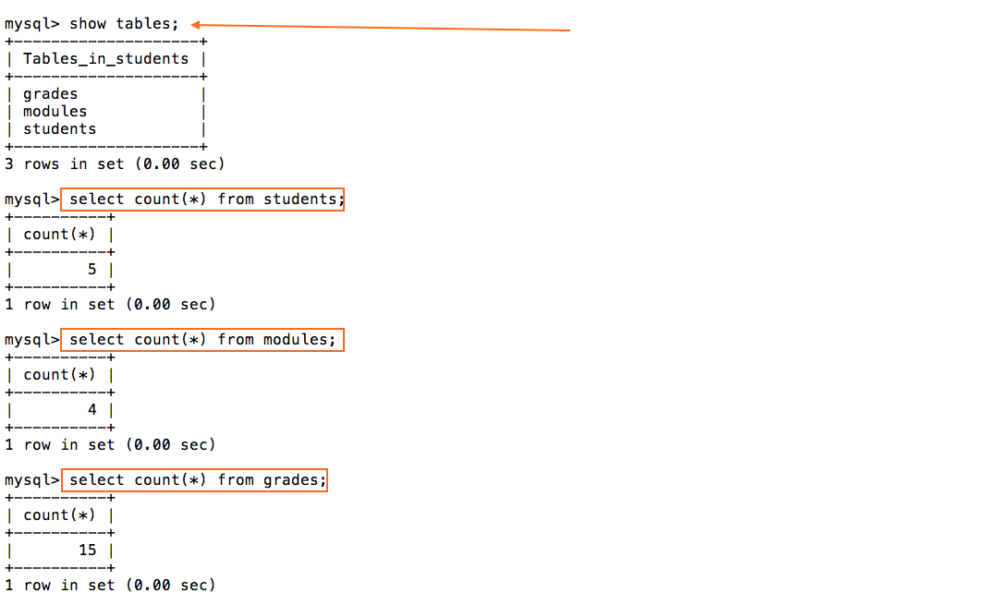 mysql> show tables;
+--------------------+
| Tables_in_students |
+--------------------+
| grades             |
| modules            |
| students           |
+--------------------+
3 rows in set (0.00 sec)
mysql> select count(*) from students;
+----------+
| count(*) |
+----------+
|        5 |
+----------+
1 row in set (0.00 sec)
mysql> select count(*) from modules;
+----------+
| count(*) |
+----------+
|        4 |
+----------+
1 row in set (0.00 sec)
mysql> select count(*) from grades;
+----------+
| count(*) |
+----------+
|       15 |
+----------+
1 row in set (0.00 sec)